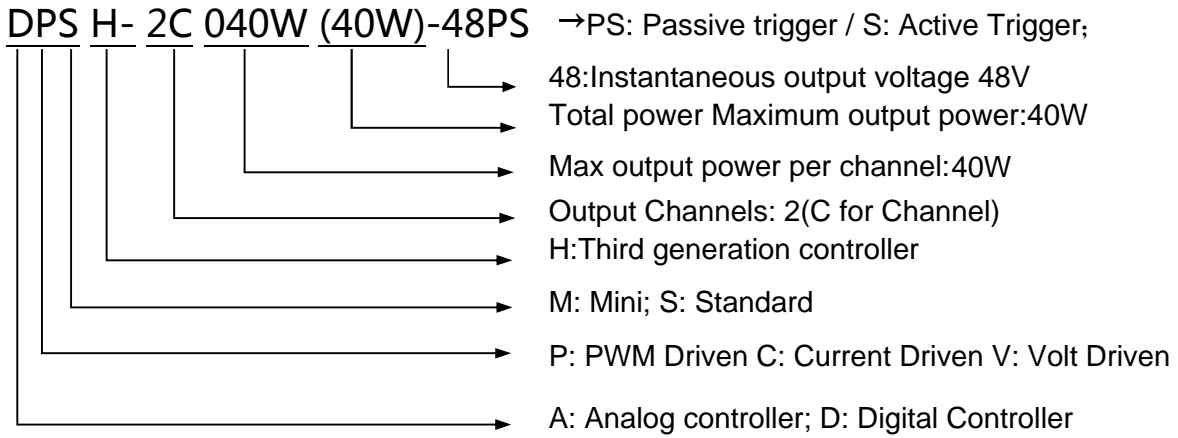 DPS H- 2C 040W (40W)-48PS →PS: Passive trigger / S: Active Trigger;
48:Instantaneous output voltage 48V
Total power Maximum output power:40W
Max output power per channel:40W
Output Channels: 2(C for Channel)
H:Third generation controller
M: Mini; S: Standard
P: PWM Driven C: Current Driven V: Volt Driven
A: Analog controller; D: Digital Controller